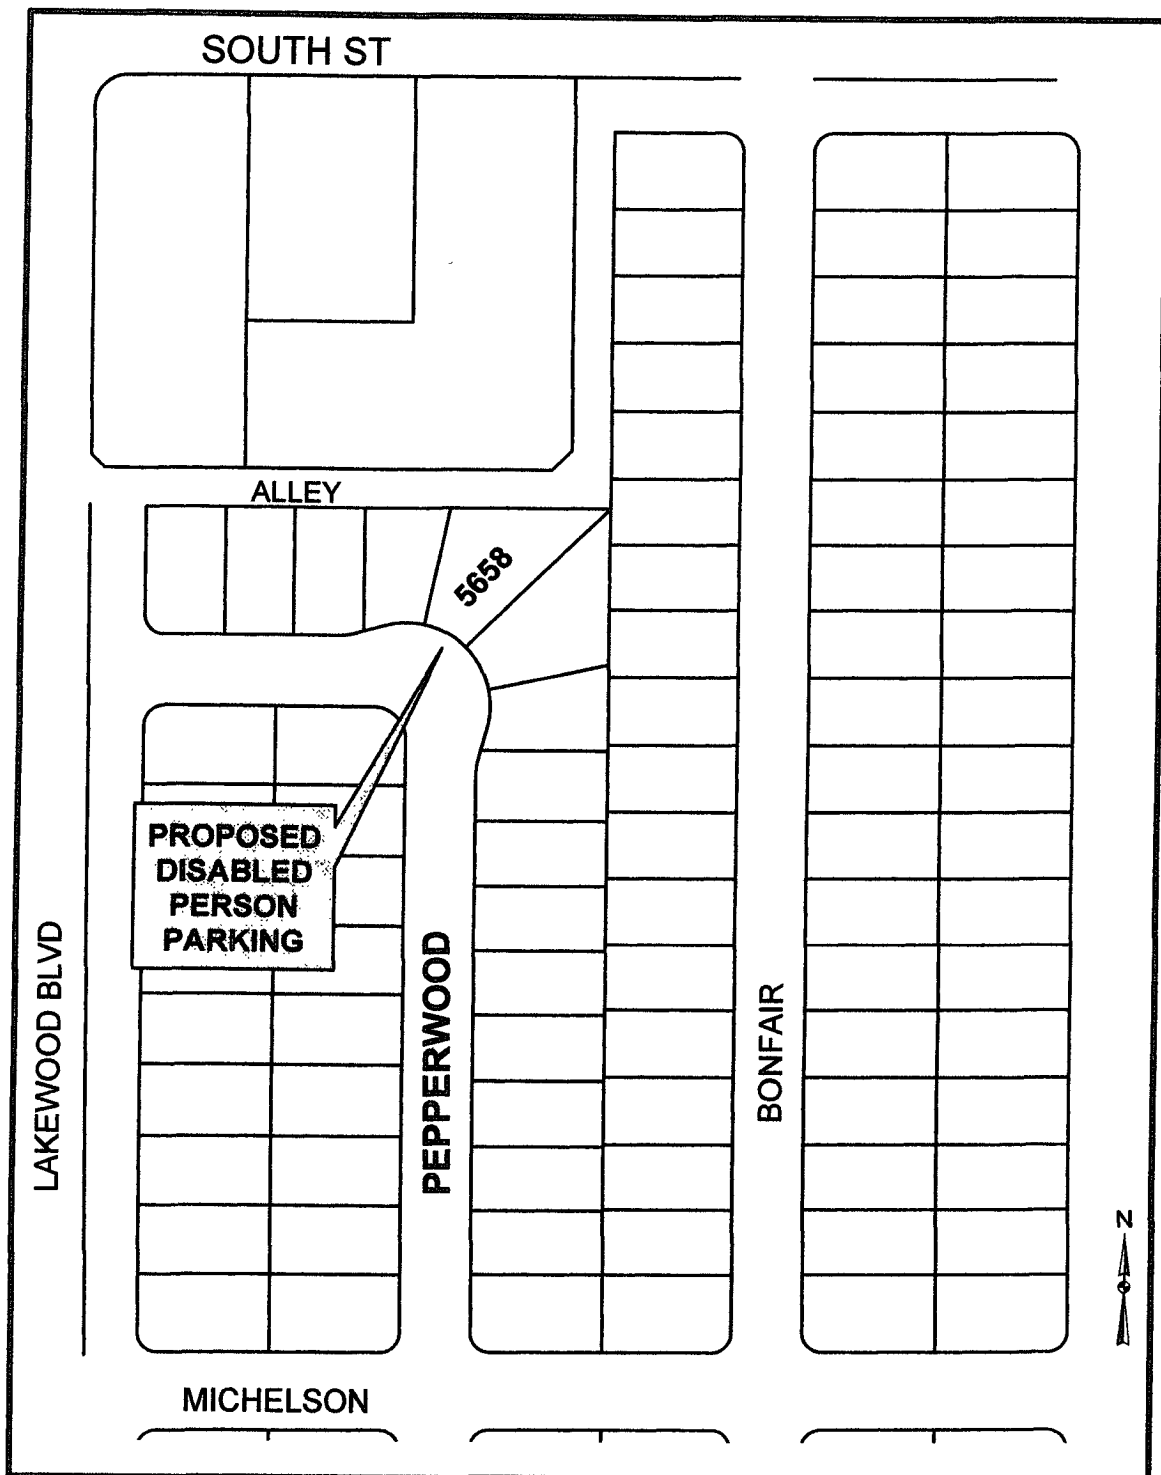 SOUTH ST
ALLEY
5658
PROPOSED
DISABLED
PERSON
PARKING
LAKEWOOD BLVD
PEPPERWOOD
BONFAIR
N
MICHELSON